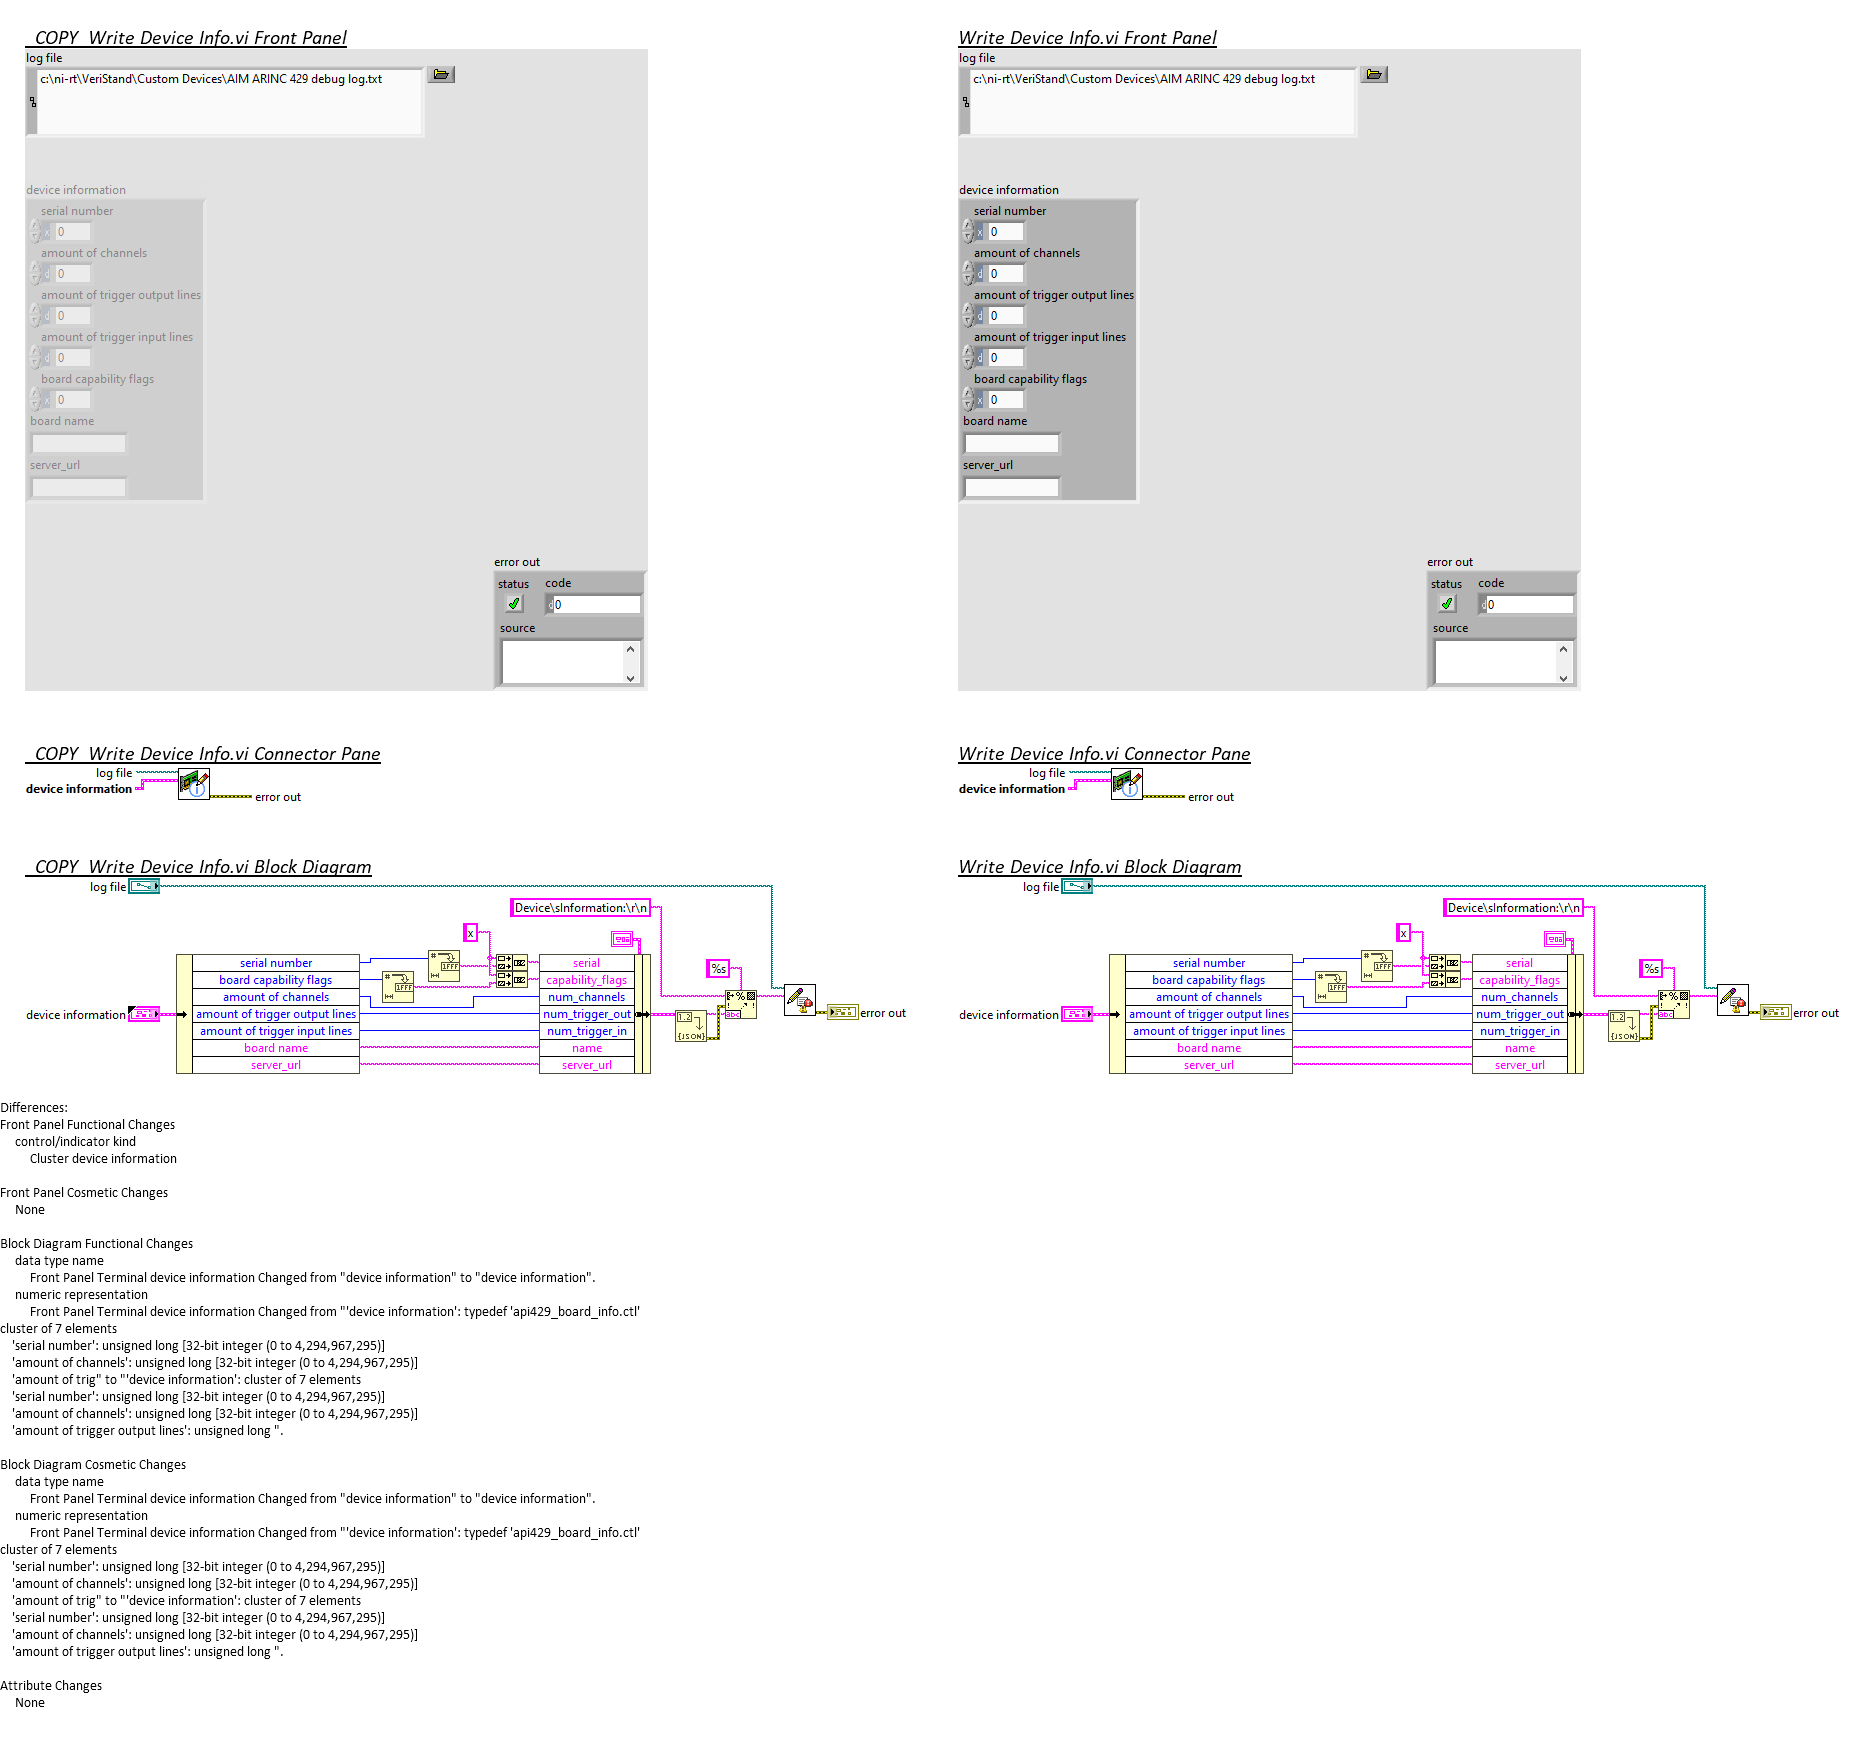 _COPY_Write Device Info.vi Front Panel
log file
c:\ni-rt\VeriStand\Custom Devices\AIM ARINC 429 debug log.txt
device information
serial number
x 0
amount of channels
d 0
amount of trigger output lines
d 0
amount of trigger input lines
d 0
board capability flags
x 0
board name
server_url
error out
status code
d 0
source
Write Device Info.vi Front Panel
log file
c:\ni-rt\VeriStand\Custom Devices\AIM ARINC 429 debug log.txt
device information
serial number
x 0
amount of channels
d 0
amount of trigger output lines
d 0
amount of trigger input lines
d 0
board capability flags
x 0
board name
server_url
error out
status code
d 0
source
_COPY_Write Device Info.vi Connector Pane
log file
device information
error out
Write Device Info.vi Connector Pane
log file
device information
error out
_COPY_Write Device Info.vi Block Diagram
log file
Device\sInformation:\r\n
x
serial number
board capability flags
amount of channels
amount of trigger output lines
amount of trigger input lines
board name
server_url
device information
serial
capability_flags
num_channels
num_trigger_out
num_trigger_in
name
server_url
%s
error out
Write Device Info.vi Block Diagram
log file
Device\sInformation:\r\n
x
serial number
board capability flags
amount of channels
amount of trigger output lines
amount of trigger input lines
board name
server_url
device information
serial
capability_flags
num_channels
num_trigger_out
num_trigger_in
name
server_url
%s
error out
Differences:
Front Panel Functional Changes
control/indicator kind
Cluster device information
Front Panel Cosmetic Changes
None
Block Diagram Functional Changes
data type name
Front Panel Terminal device information Changed from "device information" to "device information".
numeric representation
Front Panel Terminal device information Changed from "'device information': typedef 'api429_board_info.ctl'
cluster of 7 elements
'serial number': unsigned long [32-bit integer (0 to 4,294,967,295)]
'amount of channels': unsigned long [32-bit integer (0 to 4,294,967,295)]
'amount of trig" to "'device information': cluster of 7 elements
'serial number': unsigned long [32-bit integer (0 to 4,294,967,295)]
'amount of channels': unsigned long [32-bit integer (0 to 4,294,967,295)]
'amount of trigger output lines': unsigned long ".
Block Diagram Cosmetic Changes
data type name
Front Panel Terminal device information Changed from "device information" to "device information".
numeric representation
Front Panel Terminal device information Changed from "'device information': typedef 'api429_board_info.ctl'
cluster of 7 elements
'serial number': unsigned long [32-bit integer (0 to 4,294,967,295)]
'amount of channels': unsigned long [32-bit integer (0 to 4,294,967,295)]
'amount of trig" to "'device information': cluster of 7 elements
'serial number': unsigned long [32-bit integer (0 to 4,294,967,295)]
'amount of channels': unsigned long [32-bit integer (0 to 4,294,967,295)]
'amount of trigger output lines': unsigned long ".
Attribute Changes
None